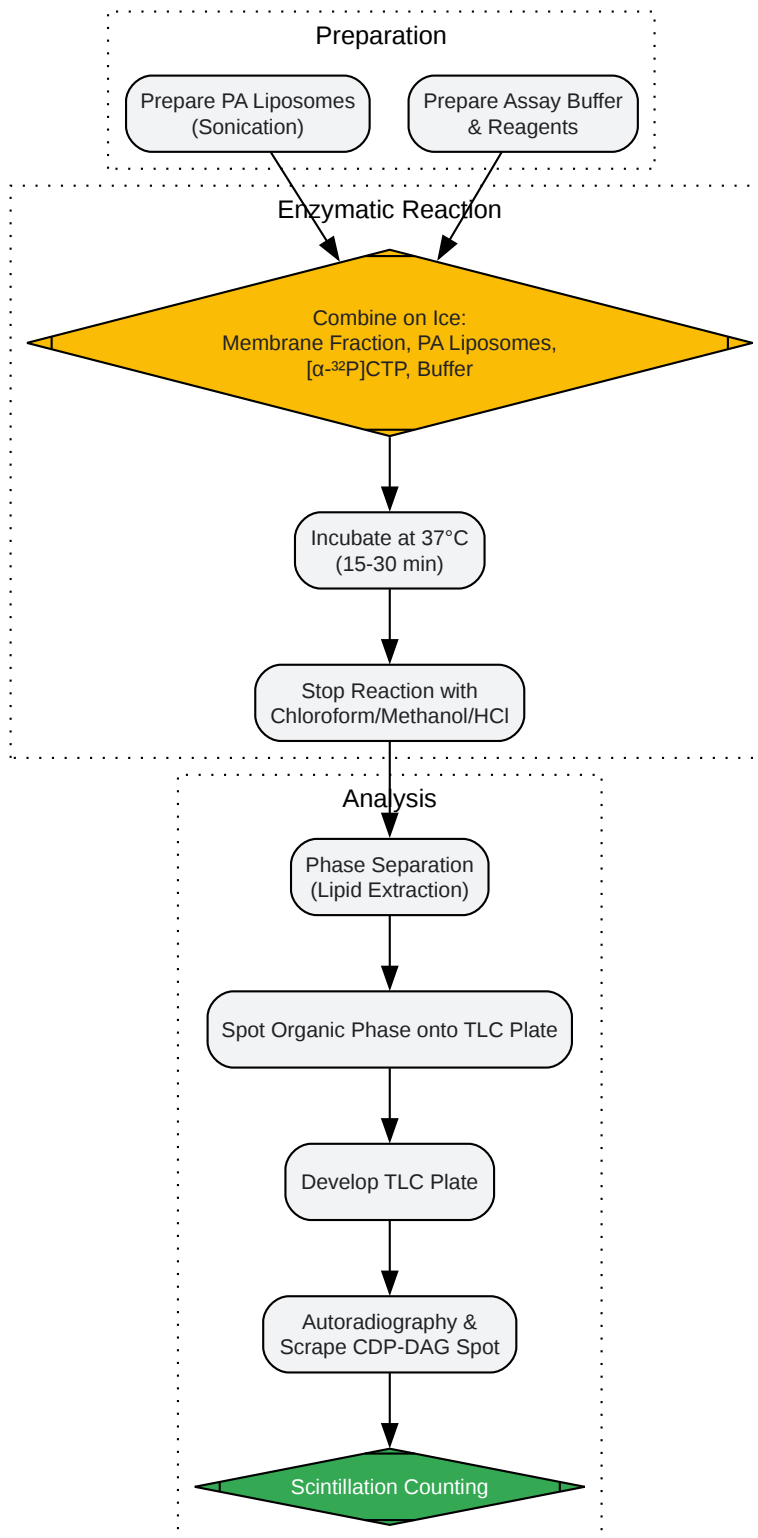 Preparation
Prepare PA Liposomes
(Sonication)
Prepare Assay Buffer
& Reagents
Enzymatic Reaction
Combine on Ice:
Membrane Fraction, PA Liposomes,
[α-³²P]CTP, Buffer
Incubate at 37°C
(15-30 min)
Stop Reaction with
Chloroform/Methanol/HCl
Analysis
Phase Separation
(Lipid Extraction)
Spot Organic Phase onto TLC Plate
Develop TLC Plate
Autoradiography &
Scrape CDP-DAG Spot
Scintillation Counting